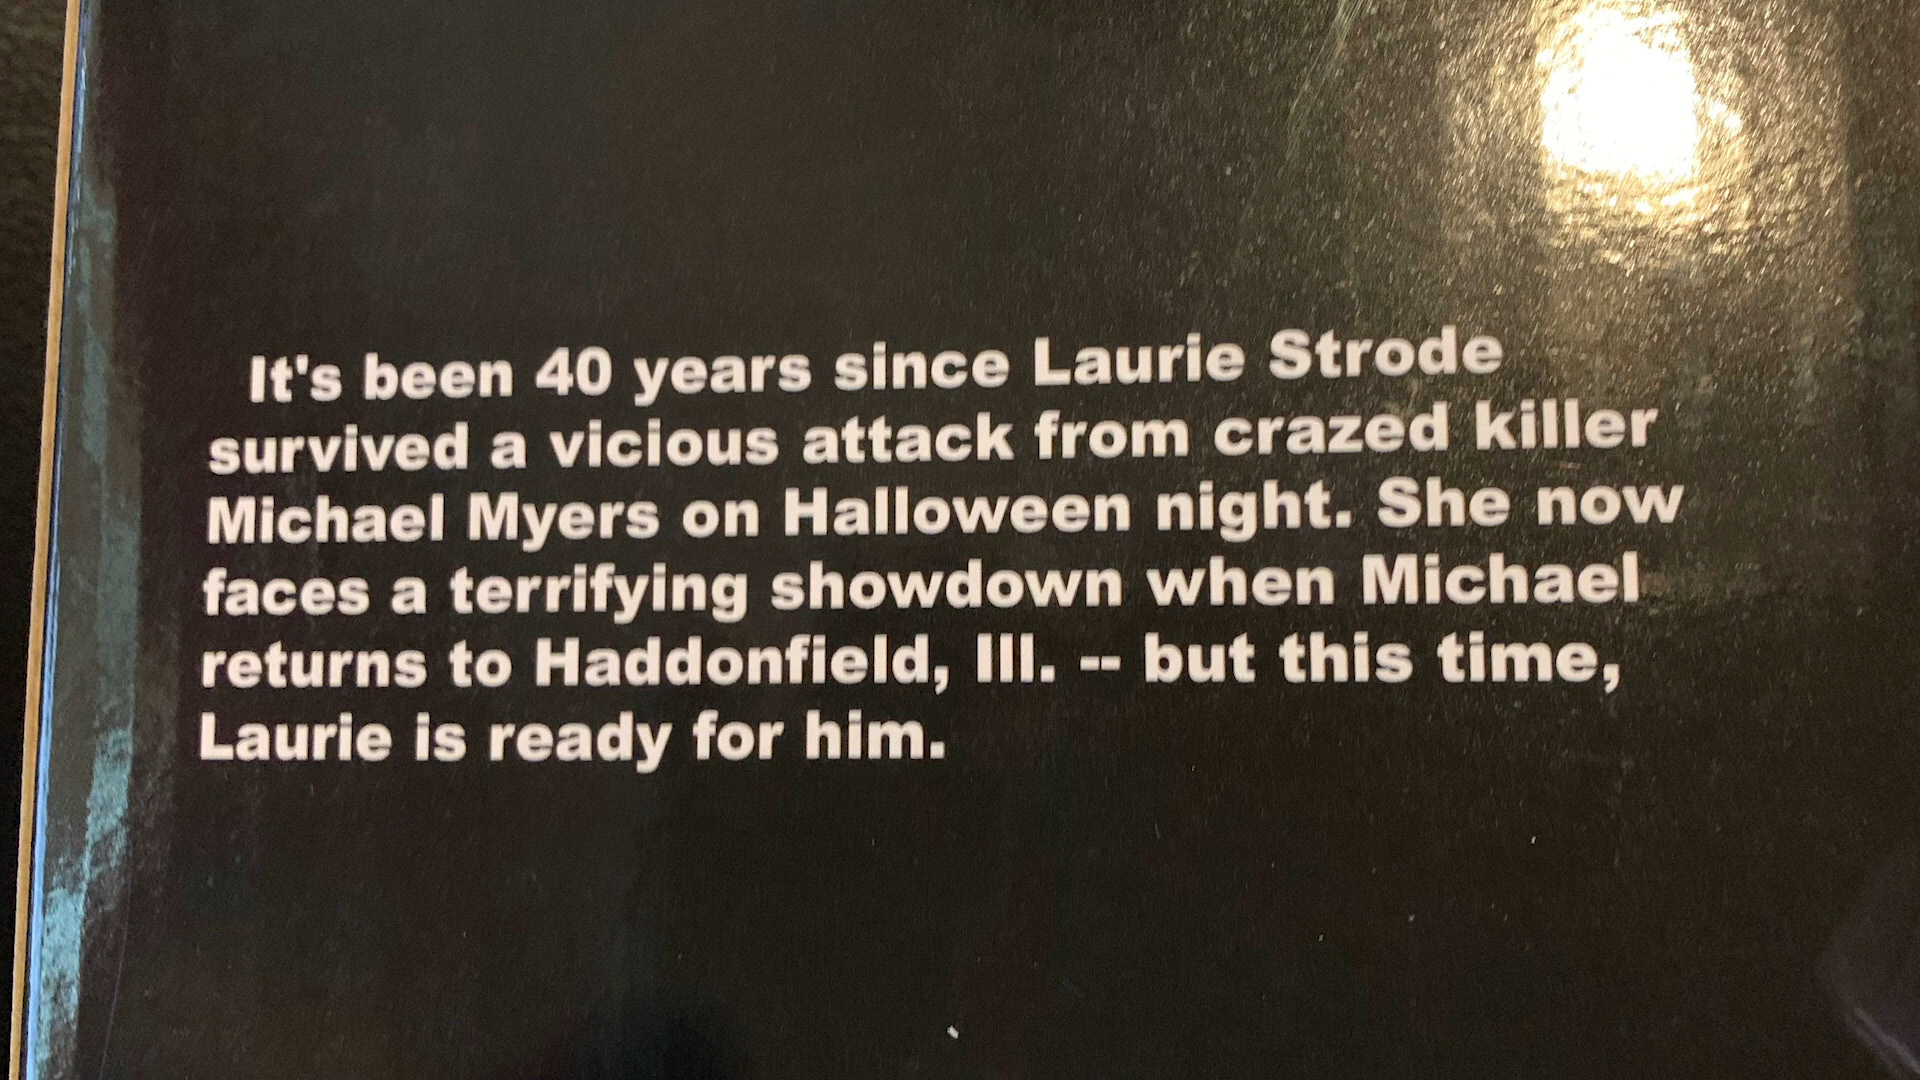 It's been 40 years since Laurie Strode
survived a vicious attack from crazed killer
Michael Myers on Halloween night. She now
faces a terrifying showdown when Michael
returns to Haddonfield, Ill. -- but this time,
Laurie is ready for him.